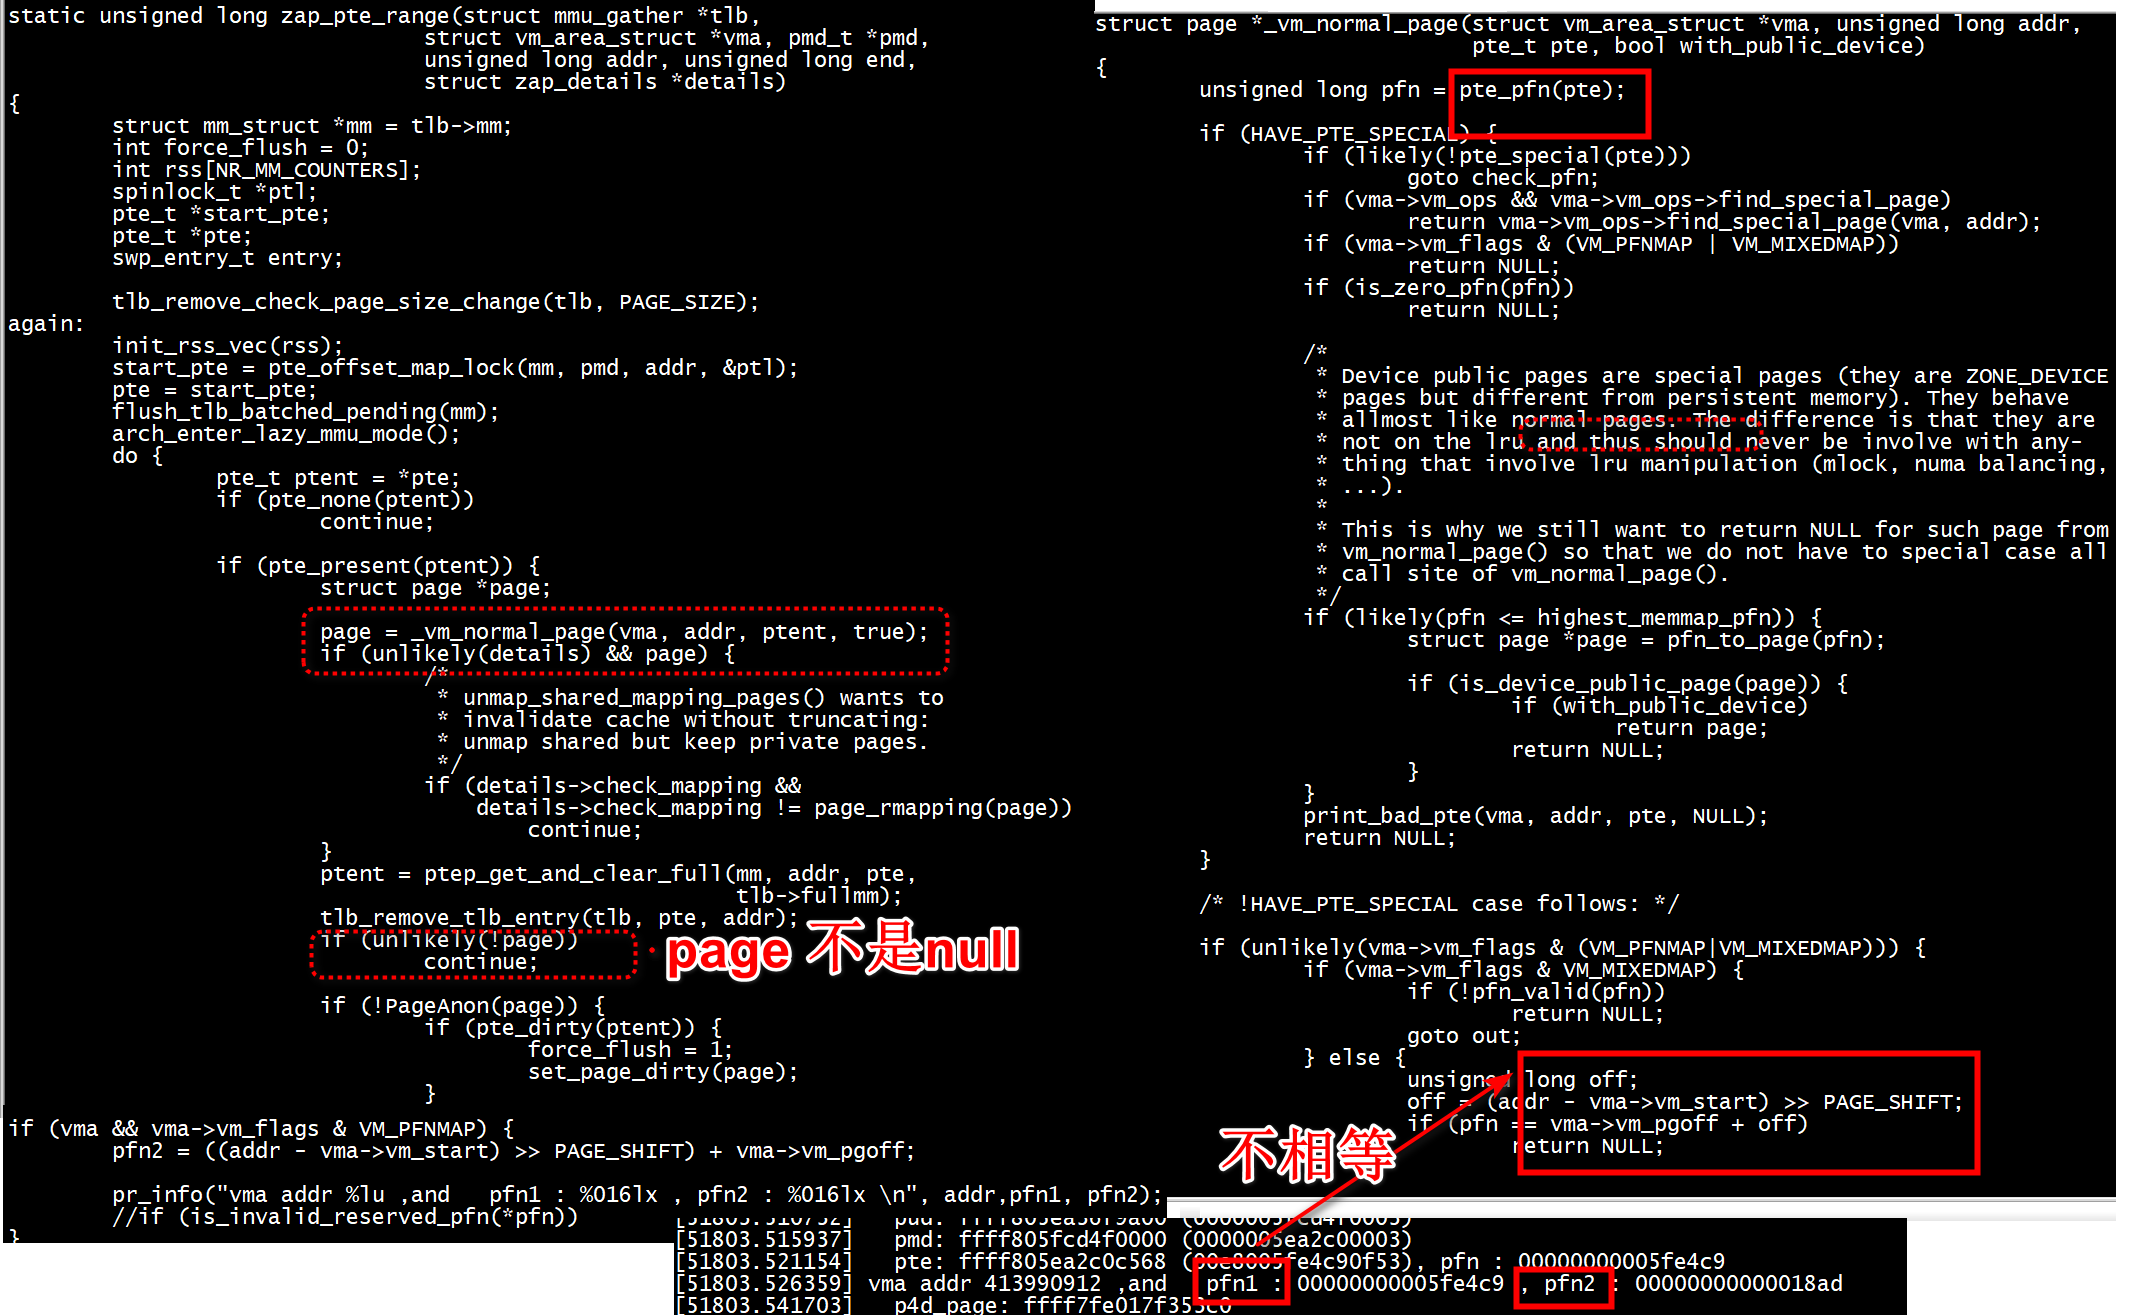 static unsigned long zap_pte_range(struct mmu_gather *tlb,
struct vm_area_struct *vma, pmd_t *pmd,
unsigned long addr, unsigned long end,
struct zap_details *details)
{
struct mm_struct *mm = tlb->mm;
int force_flush = 0;
int rss[NR_MM_COUNTERS];
spinlock_t *ptl;
pte_t *start_pte;
pte_t *pte;
swp_entry_t entry;
tlb_remove_check_page_size_change(tlb, PAGE_SIZE);
again:
init_rss_vec(rss);
start_pte = pte_offset_map_lock(mm, pmd, addr, &ptl);
pte = start_pte;
flush_tlb_batched_pending(mm);
arch_enter_lazy_mmu_mode();
do {
pte_t ptent = *pte;
if (pte_none(ptent))
continue;
if (pte_present(ptent)) {
struct page *page;
page = _vm_normal_page(vma, addr, ptent, true);
if (unlikely(details) && page) {
/*
* unmap_shared_mapping_pages() wants to
* invalidate cache without truncating:
* unmap shared but keep private pages.
*/
if (details->check_mapping &&
details->check_mapping != page_rmapping(page))
continue;
}
ptent = ptep_get_and_clear_full(mm, addr, pte,
tlb->fullmm);
tlb_remove_tlb_entry(tlb, pte, addr);
if (unlikely(!page))
continue;
page 不是null
if (!PageAnon(page)) {
if (pte_dirty(ptent)) {
force_flush = 1;
set_page_dirty(page);
}
if (vma && vma->vm_flags & VM_PFNMAP) {
pfn2 = ((addr - vma->vm_start) >> PAGE_SHIFT) + vma->vm_pgoff;
pr_info("vma addr %lu ,and   pfn1 : %016lx , pfn2 : %016lx \n", addr,pfn1, pfn2);
//if (is_invalid_reserved_pfn(*pfn))
}
struct page *_vm_normal_page(struct vm_area_struct *vma, unsigned long addr,
pte_t pte, bool with_public_device)
{
unsigned long pfn = pte_pfn(pte);
if (HAVE_PTE_SPECIAL) {
if (likely(!pte_special(pte)))
goto check_pfn;
if (vma->vm_ops && vma->vm_ops->find_special_page)
return vma->vm_ops->find_special_page(vma, addr);
if (vma->vm_flags & (VM_PFNMAP | VM_MIXEDMAP))
return NULL;
if (is_zero_pfn(pfn))
return NULL;
/*
* Device public pages are special pages (they are ZONE_DEVICE
* pages but different from persistent memory). They behave
* allmost like normal pages. The difference is that they are
* not on the lru and thus should never be involve with any-
* thing that involve lru manipulation (mlock, numa balancing,
* ...).
*
* This is why we still want to return NULL for such page from
* vm_normal_page() so that we do not have to special case all
* call site of vm_normal_page().
*/
if (likely(pfn <= highest_memmap_pfn)) {
struct page *page = pfn_to_page(pfn);
if (is_device_public_page(page)) {
if (with_public_device)
return page;
return NULL;
}
}
print_bad_pte(vma, addr, pte, NULL);
return NULL;
}
/* !HAVE_PTE_SPECIAL case follows: */
if (unlikely(vma->vm_flags & (VM_PFNMAP|VM_MIXEDMAP))) {
if (vma->vm_flags & VM_MIXEDMAP) {
if (!pfn_valid(pfn))
return NULL;
goto out;
} else {
unsigned long off;
off = (addr - vma->vm_start) >> PAGE_SHIFT;
if (pfn == vma->vm_pgoff + off)
return NULL;
不相等
[51803.510752]   pud: ffff805ea36f9a00 (0000005fcd4f0003)
[51803.515937]   pmd: ffff805fcd4f0000 (0000005ea2c00003)
[51803.521154]   pte: ffff805ea2c0c568 (00e8005fe4c90f53), pfn : 00000000005fe4c9
[51803.526359] vma addr 413990912 ,and   pfn1 : 00000000005fe4c9 , pfn2 : 00000000000018ad
[51803.541703]   p4d_page: ffff7fe017f353c0